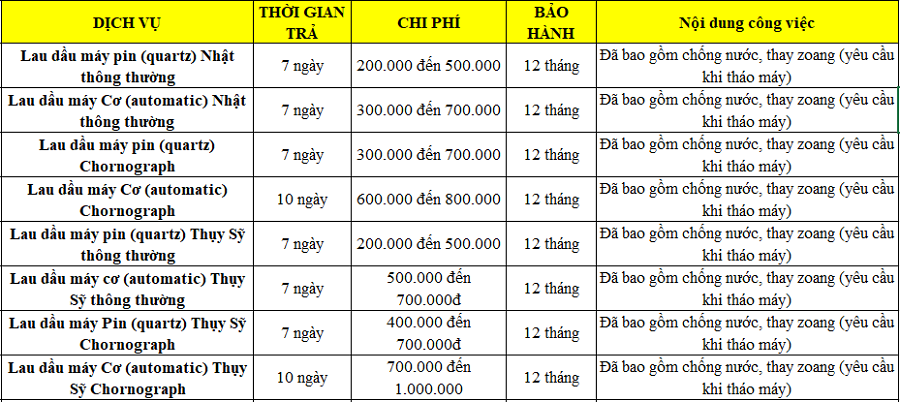 DỊCH VỤ
THỜI GIAN
TRẢ
CHI PHÍ
BẢO
HÀNH
Nội dung công việc
Lau dầu máy pin (quartz) Nhật
thông thường
7 ngày
200.000 đến 500.000
12 tháng
Đã bao gồm chống nước, thay zoang (yêu cầu
khi tháo máy)
Lau dầu máy Cơ (automatic) Nhật
thông thường
7 ngày
300.000 đến 700.000
12 tháng
Đã bao gồm chống nước, thay zoang (yêu cầu
khi tháo máy)
Lau dầu máy pin (quartz)
Chornograph
7 ngày
300.000 đến 700.000
12 tháng
Đã bao gồm chống nước, thay zoang (yêu cầu
khi tháo máy)
Lau dầu máy Cơ (automatic)
Chornograph
10 ngày
600.000 đến 800.000
12 tháng
Đã bao gồm chống nước, thay zoang (yêu cầu
khi tháo máy)
Lau dầu máy pin (quartz) Thụy Sỹ
thông thường
7 ngày
200.000 đến 500.000
12 tháng
Đã bao gồm chống nước, thay zoang (yêu cầu
khi tháo máy)
Lau dầu máy cơ (automatic) Thụy
Sỹ thông thường
7 ngày
500.000 đến
700.000đ
12 tháng
Đã bao gồm chống nước, thay zoang (yêu cầu
khi tháo máy)
Lau dầu máy Pin (quartz) Thụy Sỹ
Chornograph
7 ngày
400.000 đến
700.000đ
12 tháng
Đã bao gồm chống nước, thay zoang (yêu cầu
khi tháo máy)
Lau dầu máy Cơ (automatic) Thụy
Sỹ Chornograph
10 ngày
700.000 đến
1.000.000
12 tháng
Đã bao gồm chống nước, thay zoang (yêu cầu
khi tháo máy)